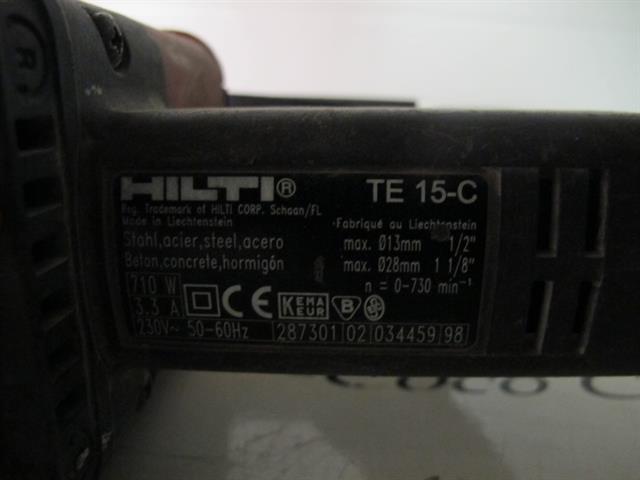 HILTI® TE 15-C
Reg. Trademark of HILTI CORP. Schaan/FL
Made in Liechtenstein Fabriqué au Liechtenstein
Stahl,acier,steel,acero max. Ø13mm 1/2"
Beton,concrete,hormigón max. Ø28mm 1 1/8"
710 W n = 0-730 min⁻¹
3.3 A CE KEMA KEUR B
230V~ 50-60Hz 287301 02 034459 98
Coco C